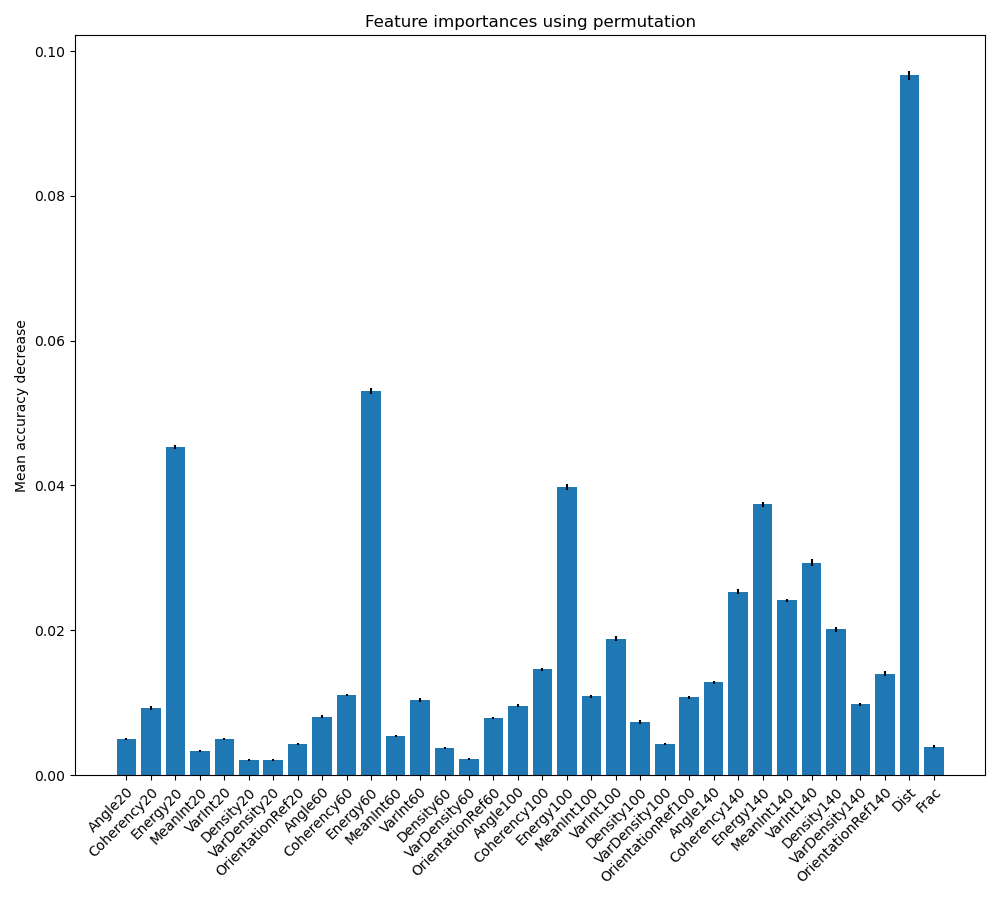 Feature importances using permutation
Mean accuracy decrease
0.10
0.08
0.06
0.04
0.02
0.00
Angle20
Coherency20
Energy20
MeanInt20
VarInt20
Density20
VarDensity20
OrientationRef20
Angle60
Coherency60
Energy60
MeanInt60
VarInt60
Density60
VarDensity60
OrientationRef60
Angle100
Coherency100
Energy100
MeanInt100
VarInt100
Density100
VarDensity100
OrientationRef100
Angle140
Coherency140
Energy140
MeanInt140
VarInt140
Density140
VarDensity140
OrientationRef140
Dist
Frac